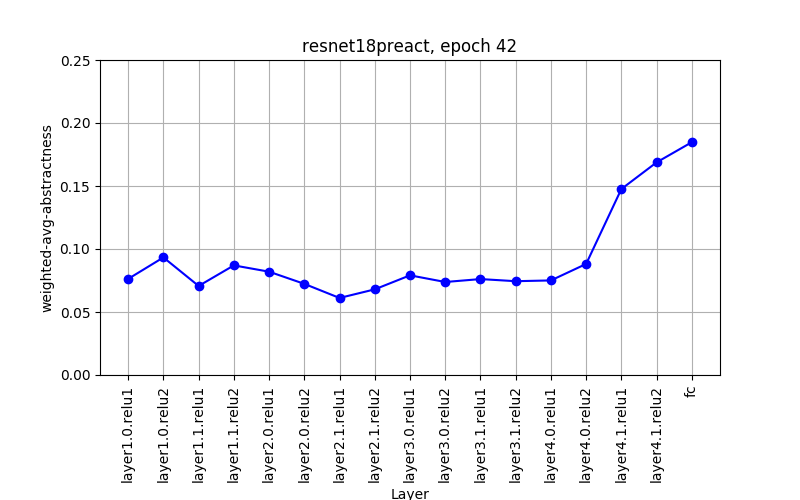 resnet18preact, epoch 42
weighted-avg-abstractness
0.25
0.20
0.15
0.10
0.05
0.00
layer1.0.relu1
layer1.0.relu2
layer1.1.relu1
layer1.1.relu2
layer2.0.relu1
layer2.0.relu2
layer2.1.relu1
layer2.1.relu2
layer3.0.relu1
layer3.0.relu2
layer3.1.relu1
layer3.1.relu2
layer4.0.relu1
layer4.0.relu2
layer4.1.relu1
layer4.1.relu2
fc
Layer